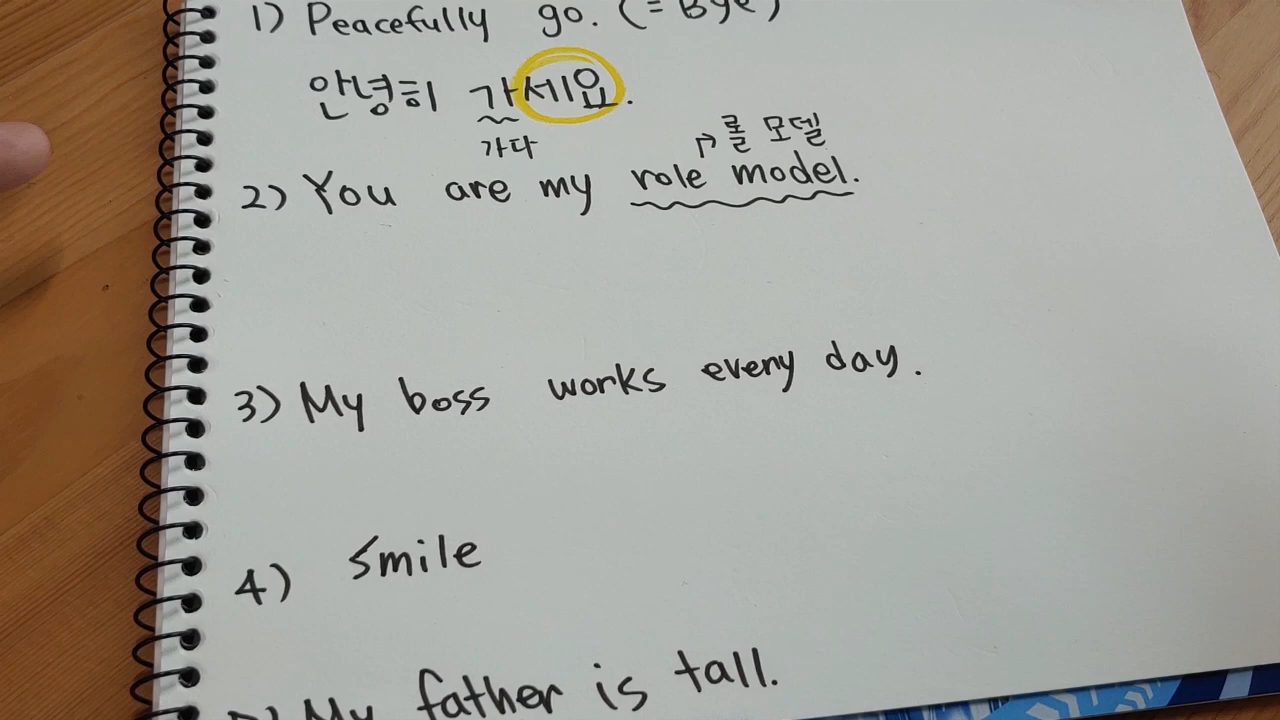 1) Peacefully go. (= Bye)
안녕히 가세요.
가다
롤 모델
2) You are my role model.
3) My boss works every day.
4) Smile
My father is tall.